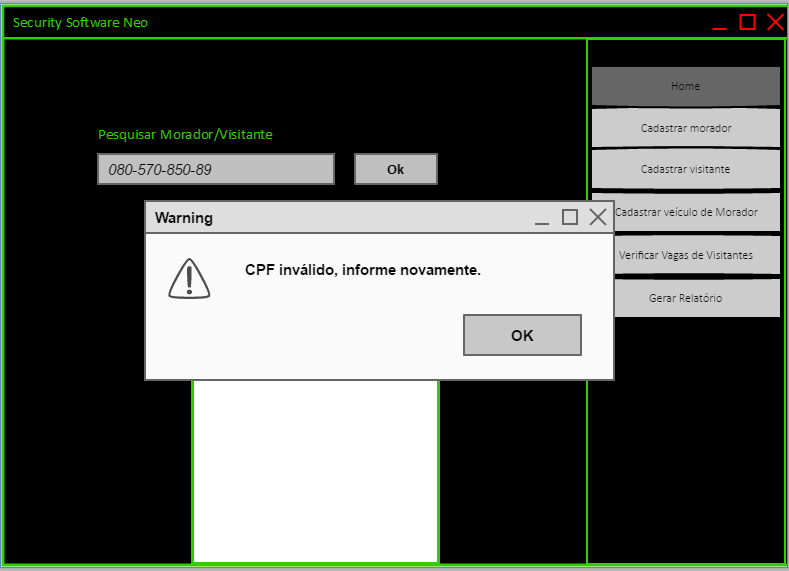 Security Software Neo
Home
Pesquisar Morador/Visitante
Cadastrar morador
080-570-850-89
Ok
Cadastrar visitante
Warning
Cadastrar veículo de Morador
CPF inválido, informe novamente.
Verificar Vagas de Visitantes
Gerar Relatório
OK